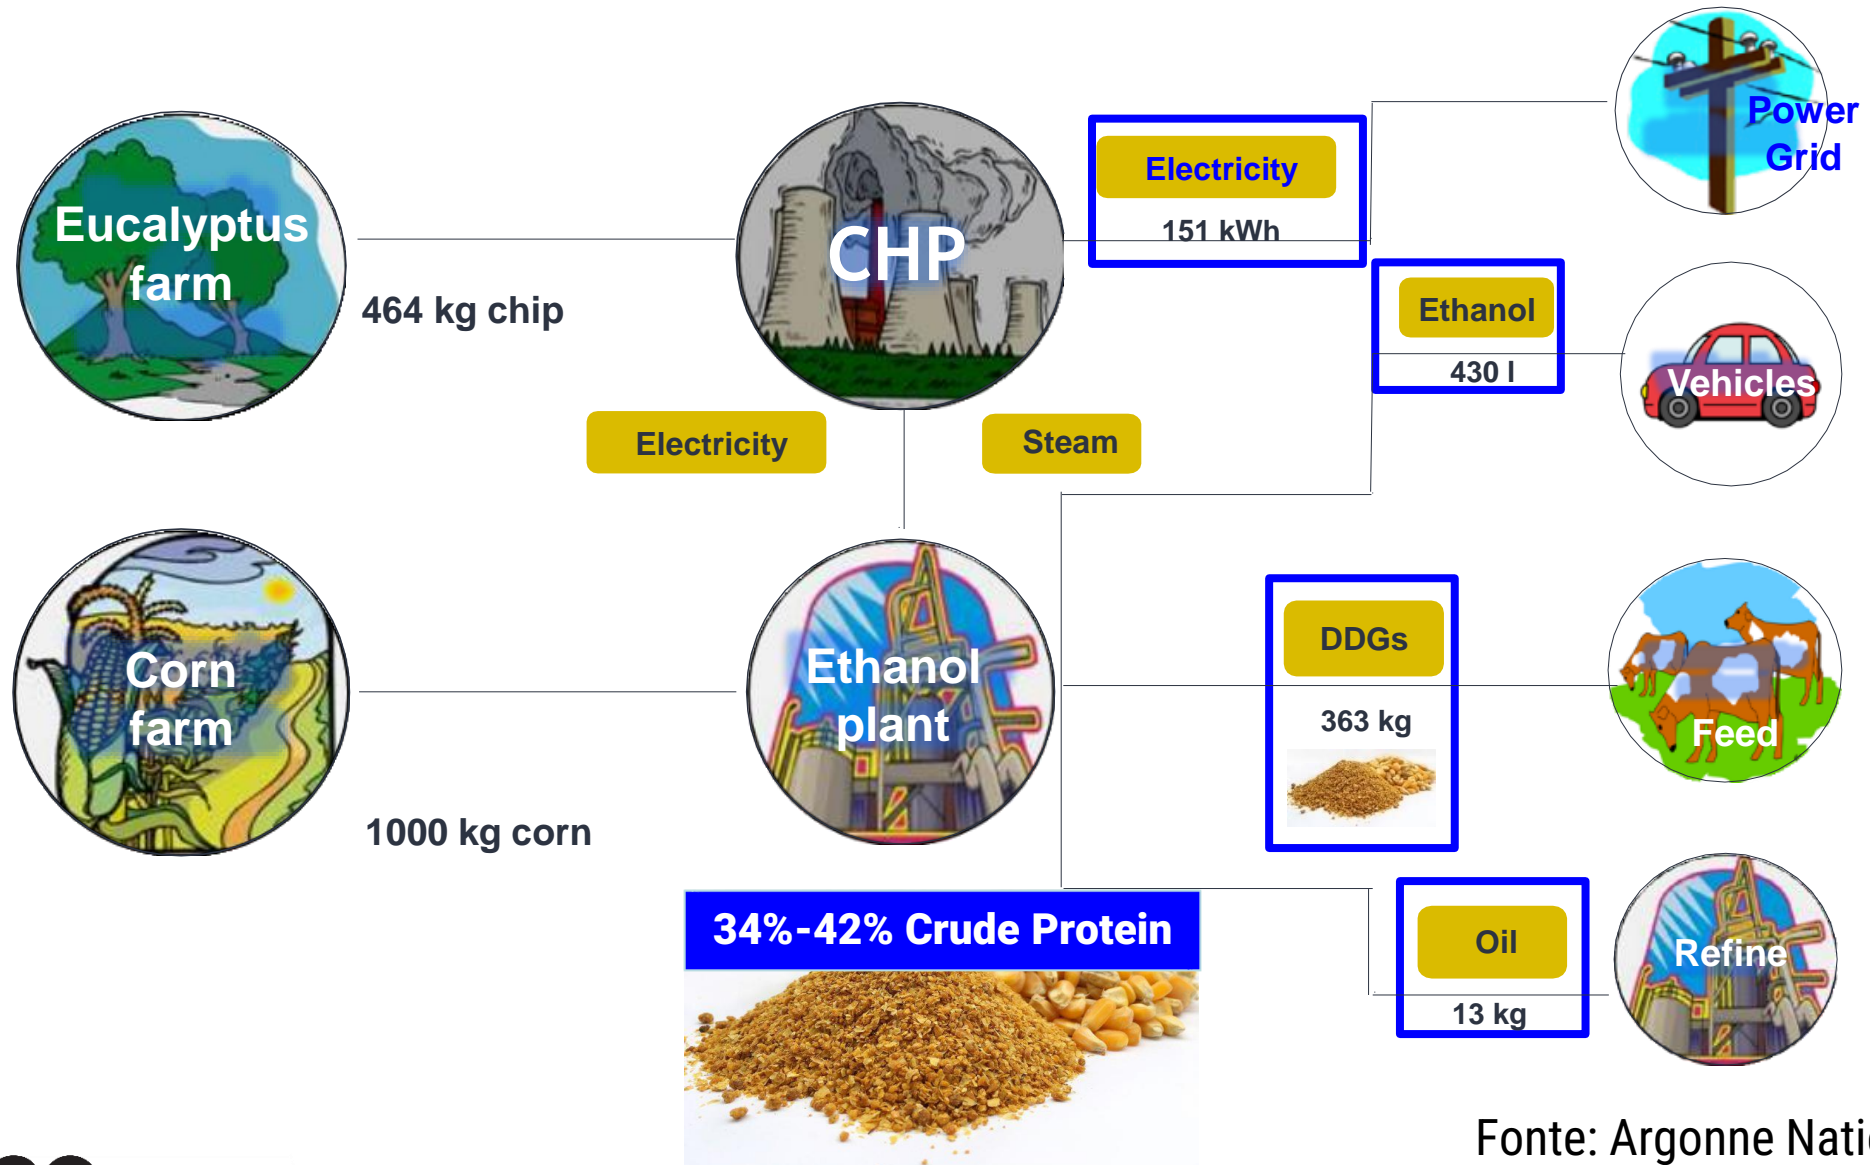 Power
Grid
Electricity
151 kWh
Eucalyptus
farm
CHP
464 kg chip
Ethanol
430 l
Vehicles
Electricity
Steam
Corn
farm
Ethanol
plant
1000 kg corn
DDGs
363 kg
Feed
34%-42% Crude Protein
Oil
13 kg
Refine
Fonte: Argonne